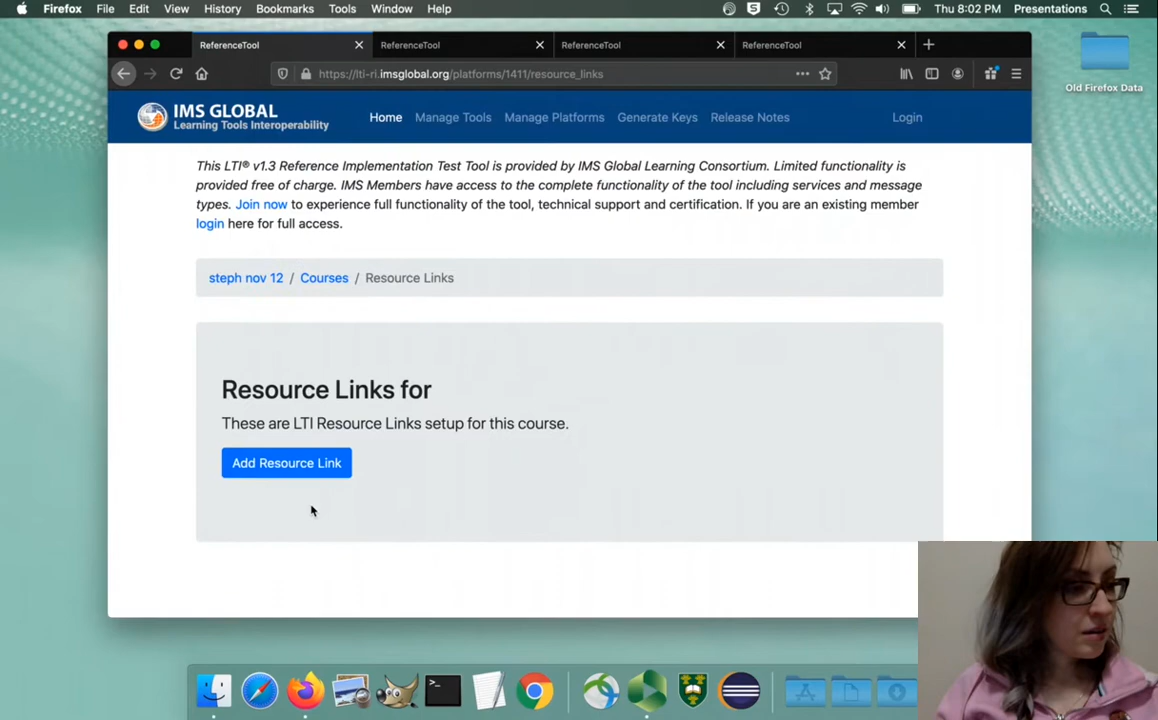 Firefox File Edit View History Bookmarks Tools Window Help Thu 8:02 PM Presentations
ReferenceTool ReferenceTool ReferenceTool ReferenceTool
https://lti-ri.imsglobal.org/platforms/1411/resource_links
Old Firefox Data
IMS GLOBAL
Learning Tools Interoperability
Home Manage Tools Manage Platforms Generate Keys Release Notes Login
This LTI® v1.3 Reference Implementation Test Tool is provided by IMS Global Learning Consortium. Limited functionality is
provided free of charge. IMS Members have access to the complete functionality of the tool including services and message
types. Join now to experience full functionality of the tool, technical support and certification. If you are an existing member
login here for full access.
steph nov 12 / Courses / Resource Links
Resource Links for
These are LTI Resource Links setup for this course.
Add Resource Link